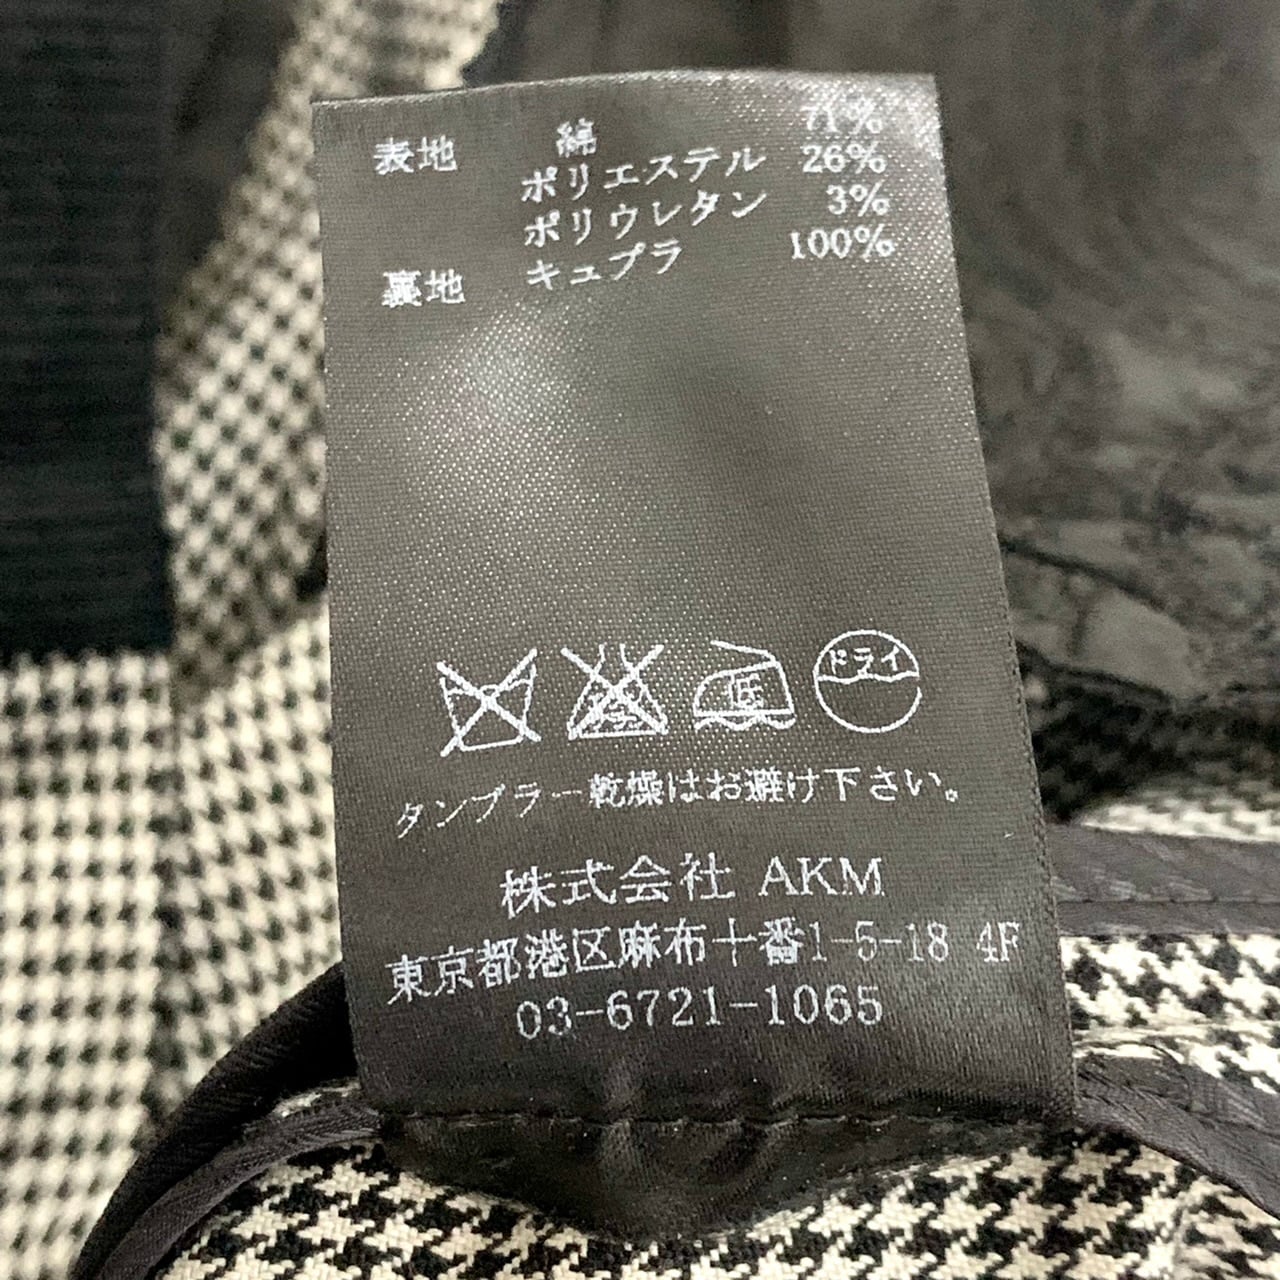 表地 綿 71%
ポリエステル 26%
ポリウレタン 3%
裏地 キュプラ 100%
低 ドライ
タンブラー乾燥はお避け下さい。
株式会社 AKM
東京都港区麻布十番1-5-18 4F
03-6721-1065